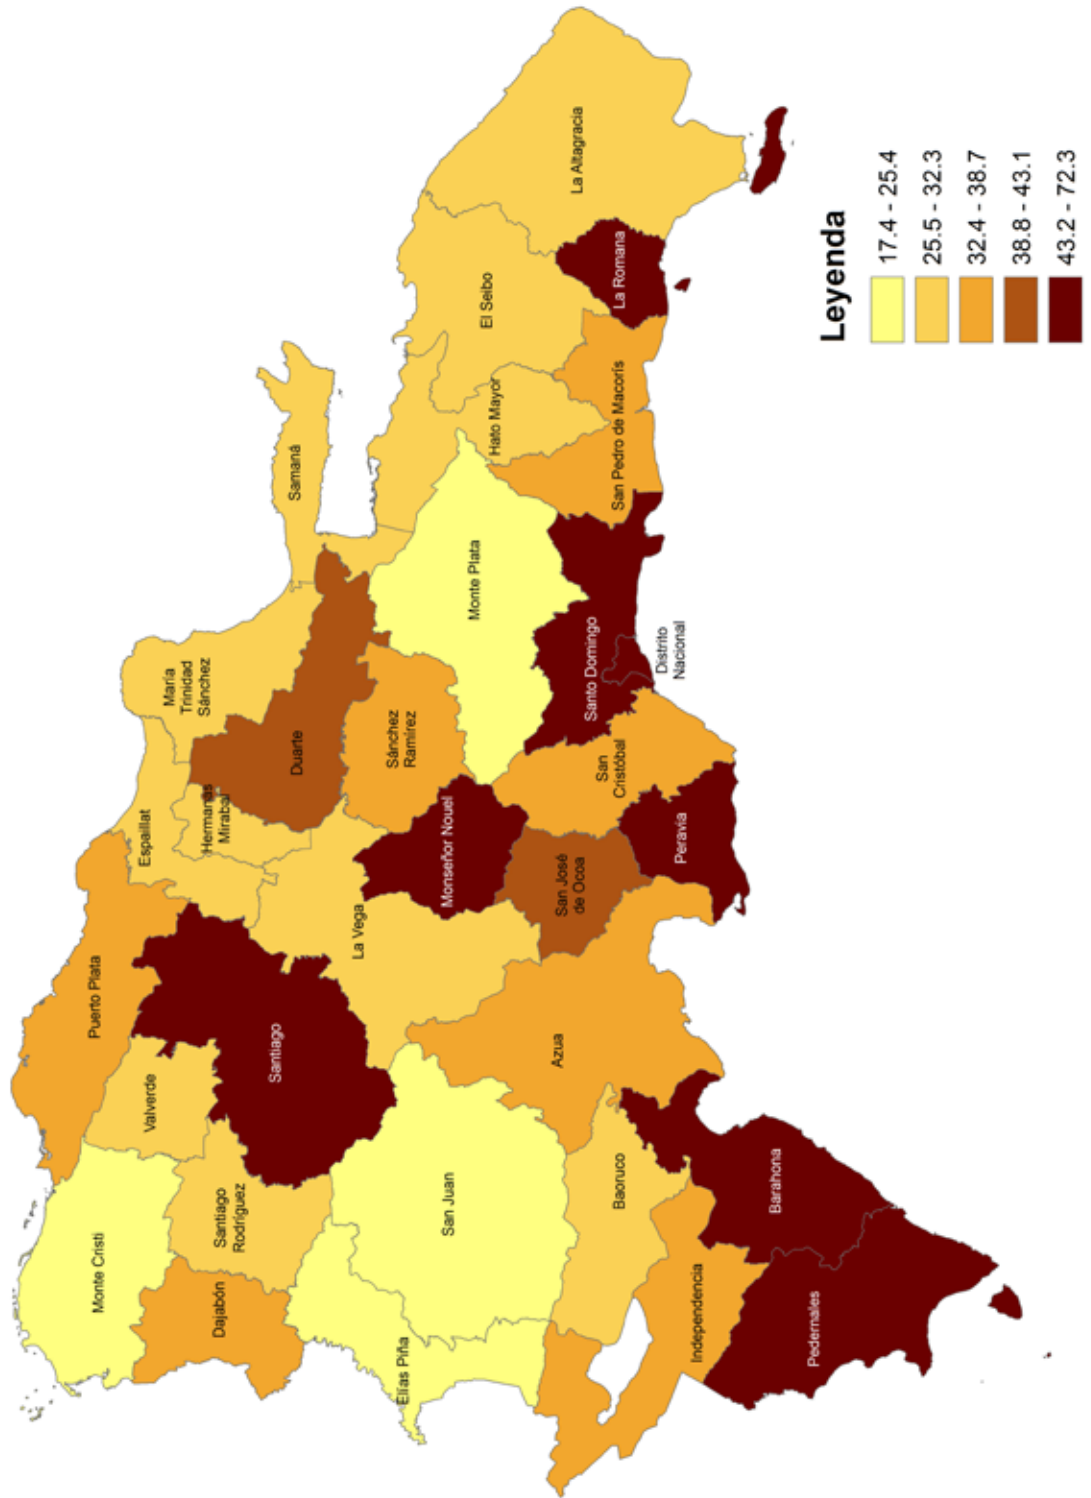 Puerto Plata
Monte Cristi
Valverde
Espaillat
María
Trinidad
Sánchez
Santiago
Rodríguez
Dajabón
Hermanas
Mirabal
Santiago
Duarte
Samaná
La Vega
Sánchez
Ramírez
Elías Piña
San Juan
Monseñor Nouel
Monte Plata
Hato Mayor
El Seibo
La Altagracia
Azua
San José
de Ocoa
San
Cristóbal
Santo Domingo
San Pedro de Macorís
La Romana
Baoruco
Peravia
Distrito
Nacional
Independencia
Barahona
Pedernales
Leyenda
17.4 - 25.4
25.5 - 32.3
32.4 - 38.7
38.8 - 43.1
43.2 - 72.3